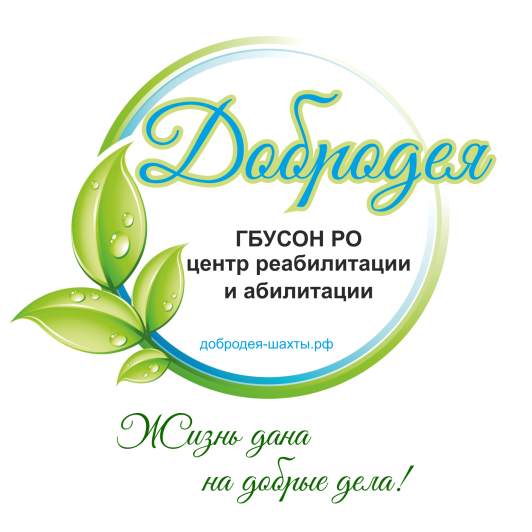 Добродея
ГБУСОН РО
центр реабилитации
и абилитации
добродея-шахты.рф
Жизнь дана
на добрые дела!